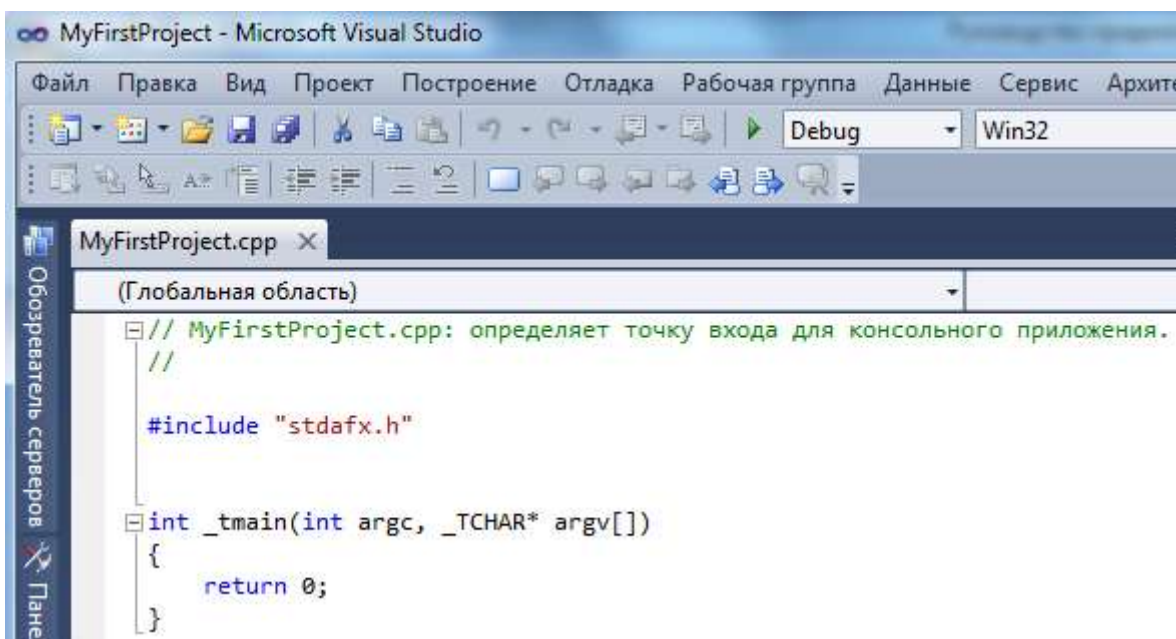 MyFirstProject - Microsoft Visual Studio
Файл Правка Вид Проект Построение Отладка Рабочая группа Данные Сервис Архите
Debug Win32
MyFirstProject.cpp
(Глобальная область)
Обозреватель серверов
Пане
// MyFirstProject.cpp: определяет точку входа для консольного приложения.
//
#include "stdafx.h"
int _tmain(int argc, _TCHAR* argv[])
{
return 0;
}